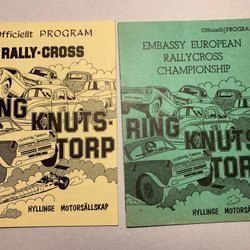 Officiellt PROGRAM
RALLY-CROSS
RING
KNUTS-
TORP
HYLLINGE MOTORSÄLLSKAP
Officiellt PROGRAM
EMBASSY EUROPEAN
RALLYCROSS
CHAMPIONSHIP
RING
KNUTS-
TORP
HYLLINGE MOTORSÄLLSKAP